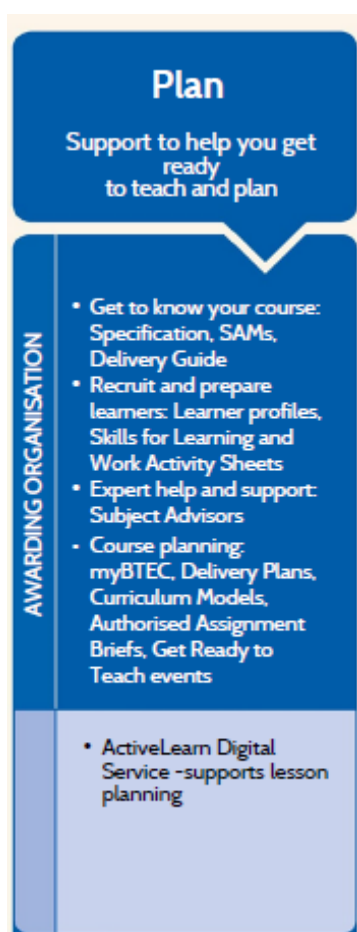 Plan
Support to help you get
ready
to teach and plan
AWARDING ORGANISATION
• Get to know your course:
Specification, SAMs,
Delivery Guide
• Recruit and prepare
learners: Learner profiles,
Skills for Learning and
Work Activity Sheets
• Expert help and support:
Subject Advisors
• Course planning:
myBTEC, Delivery Plans,
Curriculum Models,
Authorised Assignment
Briefs, Get Ready to
Teach events
• ActiveLearn Digital
Service -supports lesson
planning